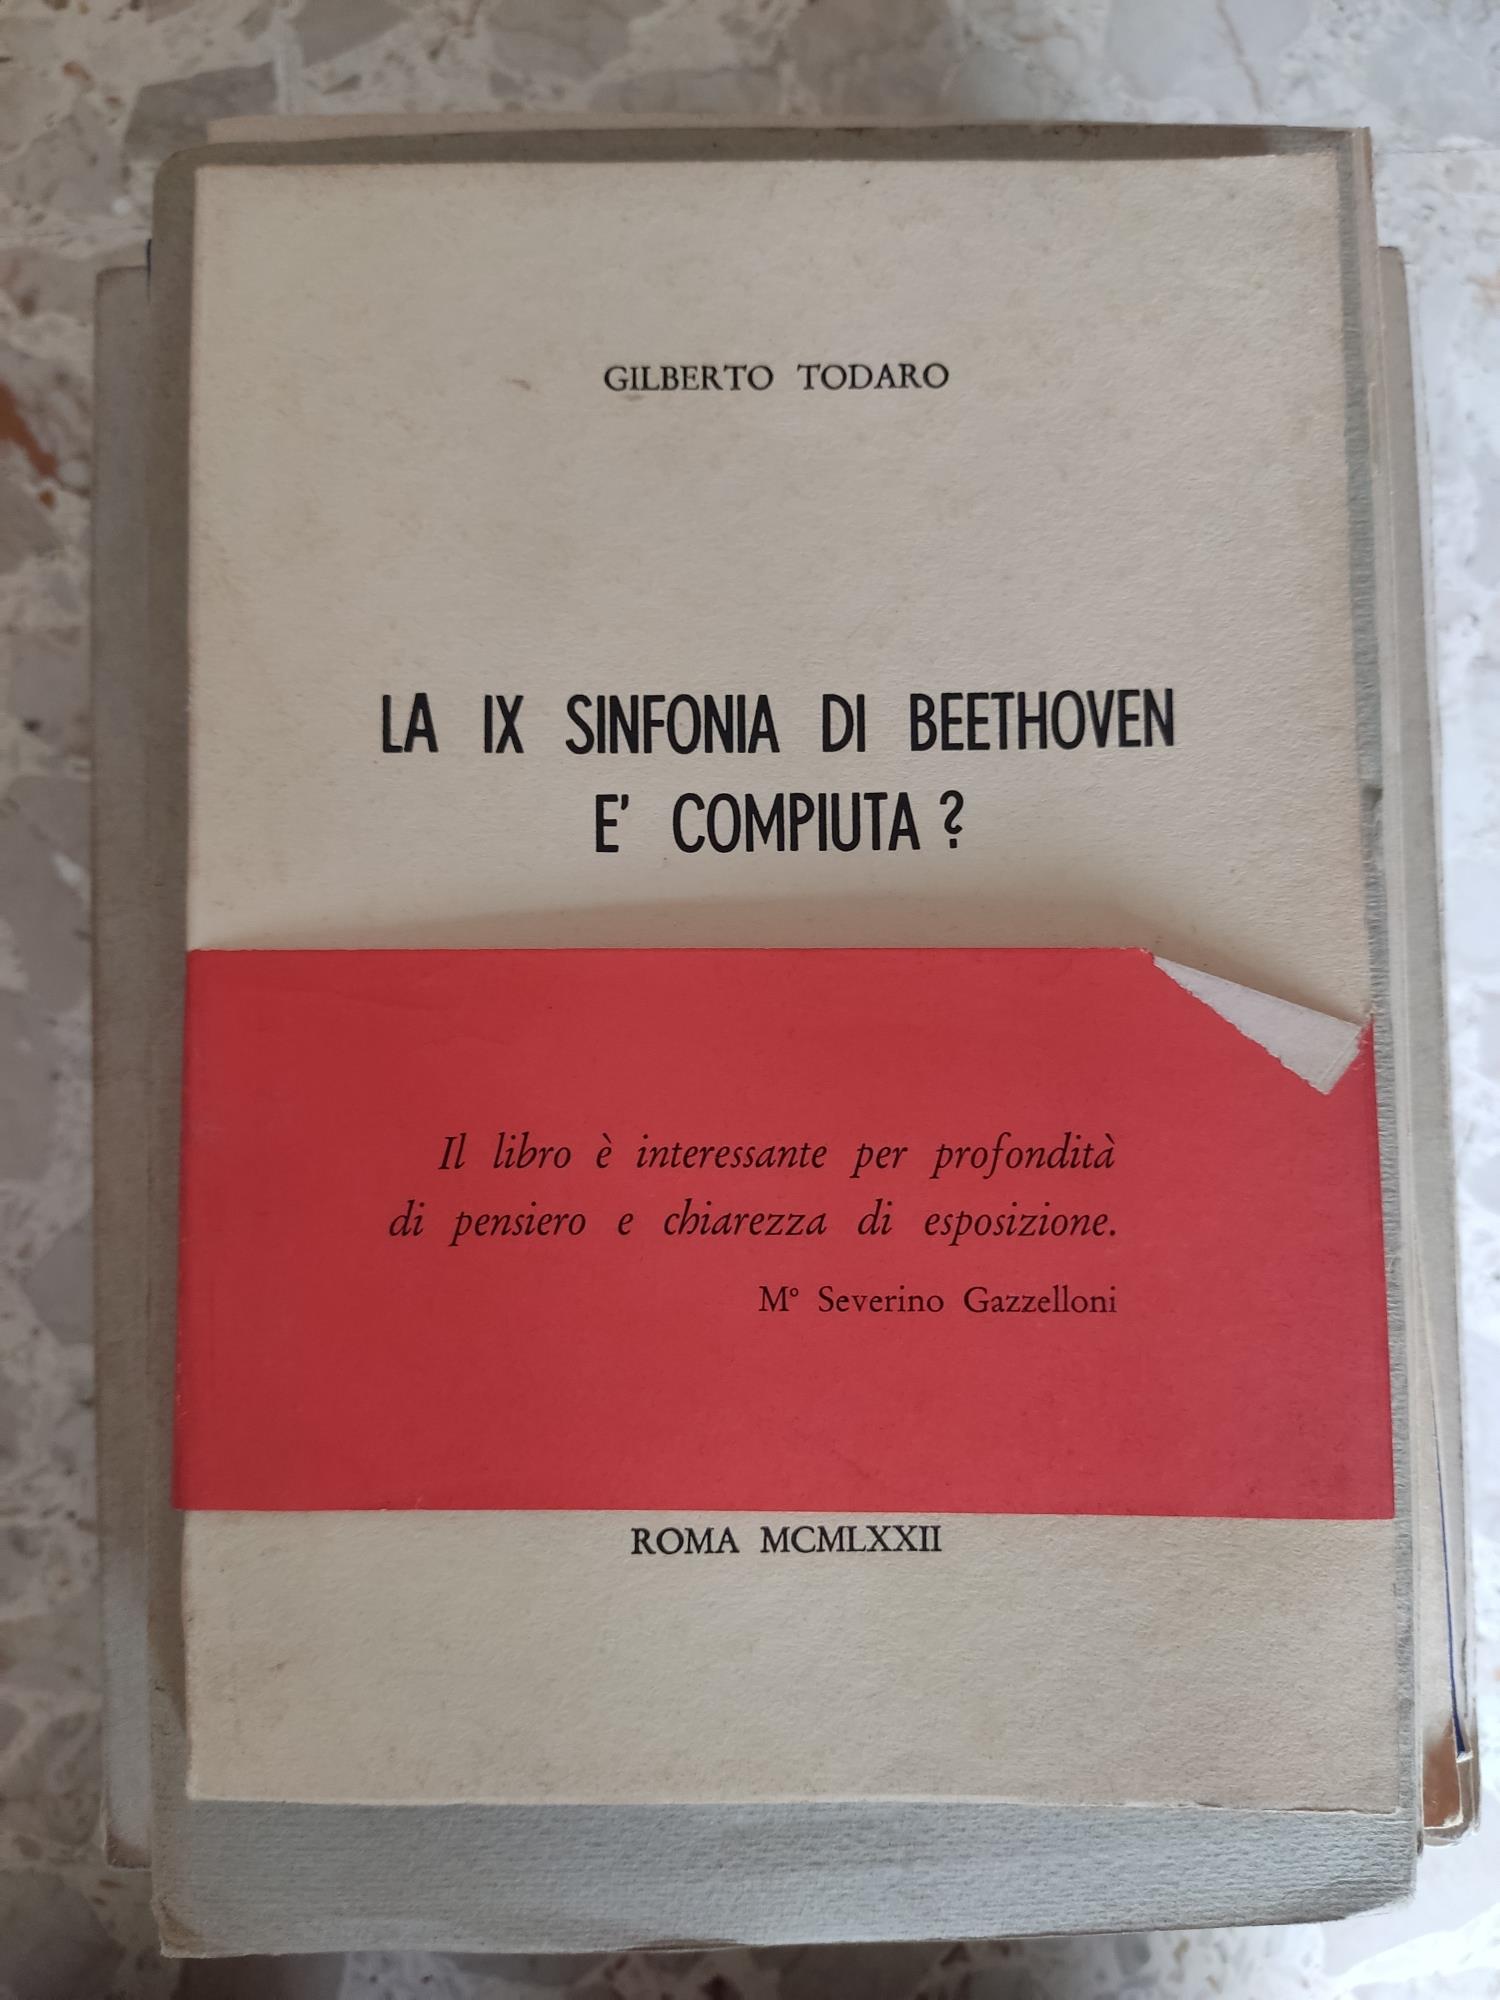 GILBERTO TODARO
LA IX SINFONIA DI BEETHOVEN
E' COMPIUTA?
Il libro è interessante per profondità
di pensiero e chiarezza di esposizione.
M° Severino Gazzelloni
ROMA MCMLXXII